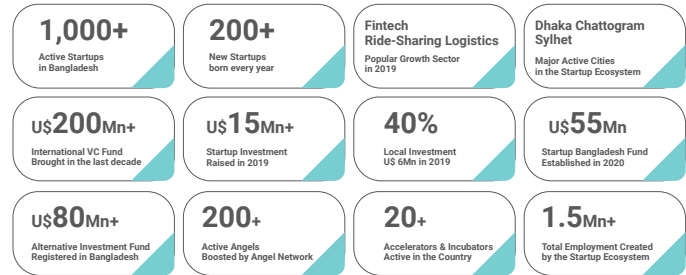 1,000+
Active Startups
in Bangladesh
200+
New Startups
born every year
Fintech
Ride-Sharing Logistics
Popular Growth Sector
in 2019
Dhaka Chattogram
Sylhet
Major Active Cities
in the Startup Ecosystem
U$200Mn+
International VC Fund
Brought in the last decade
U$15Mn+
Startup Investment
Raised in 2019
40%
Local Investment
U$ 6Mn in 2019
U$55Mn
Startup Bangladesh Fund
Established in 2020
U$80Mn+
Alternative Investment Fund
Registered in Bangladesh
200+
Active Angels
Boosted by Angel Network
20+
Accelerators & Incubators
Active in the Country
1.5Mn+
Total Employment Created
by the Startup Ecosystem